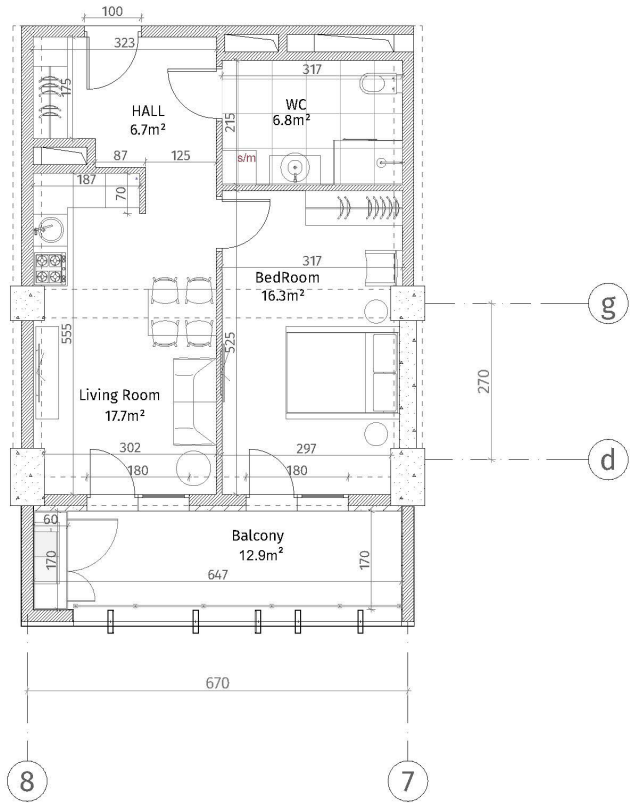 100
323
317
175
HALL
6.7m²
WC
6.8m²
215
s/m
87
125
187
70
317
BedRoom
16.3m²
g
555
525
270
Living Room
17.7m²
302
297
d
180
180
60
Balcony
12.9m²
170
170
647
670
8
7